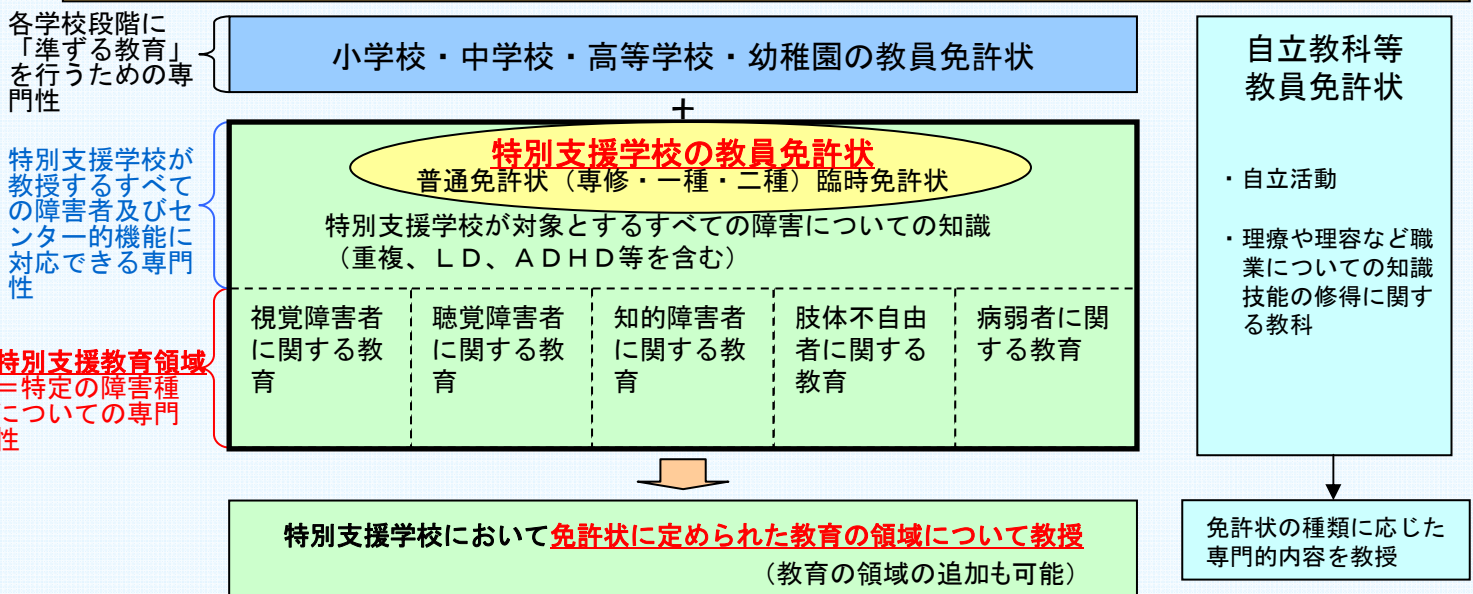 各学校段階に
「準ずる教育」
を行うための専
門性
小学校・中学校・高等学校・幼稚園の教員免許状
+
特別支援学校が
教授するすべて
の障害者及びセ
ンター的機能に
対応できる専門
性
特別支援学校の教員免許状
普通免許状（専修・一種・二種）臨時免許状
特別支援学校が対象とするすべての障害についての知識
（重複、ＬＤ、ＡＤＨＤ等を含む）
特別支援教育領域
＝特定の障害種
についての専門
性
視覚障害者
に関する教
育
聴覚障害者
に関する教
育
知的障害者
に関する教
育
肢体不自由
者に関する
教育
病弱者に関
する教育
特別支援学校において免許状に定められた教育の領域について教授
（教育の領域の追加も可能）
自立教科等
教員免許状
・自立活動
・理療や理容など職
業についての知識
技能の修得に関す
る教科
免許状の種類に応じた
専門的内容を教授